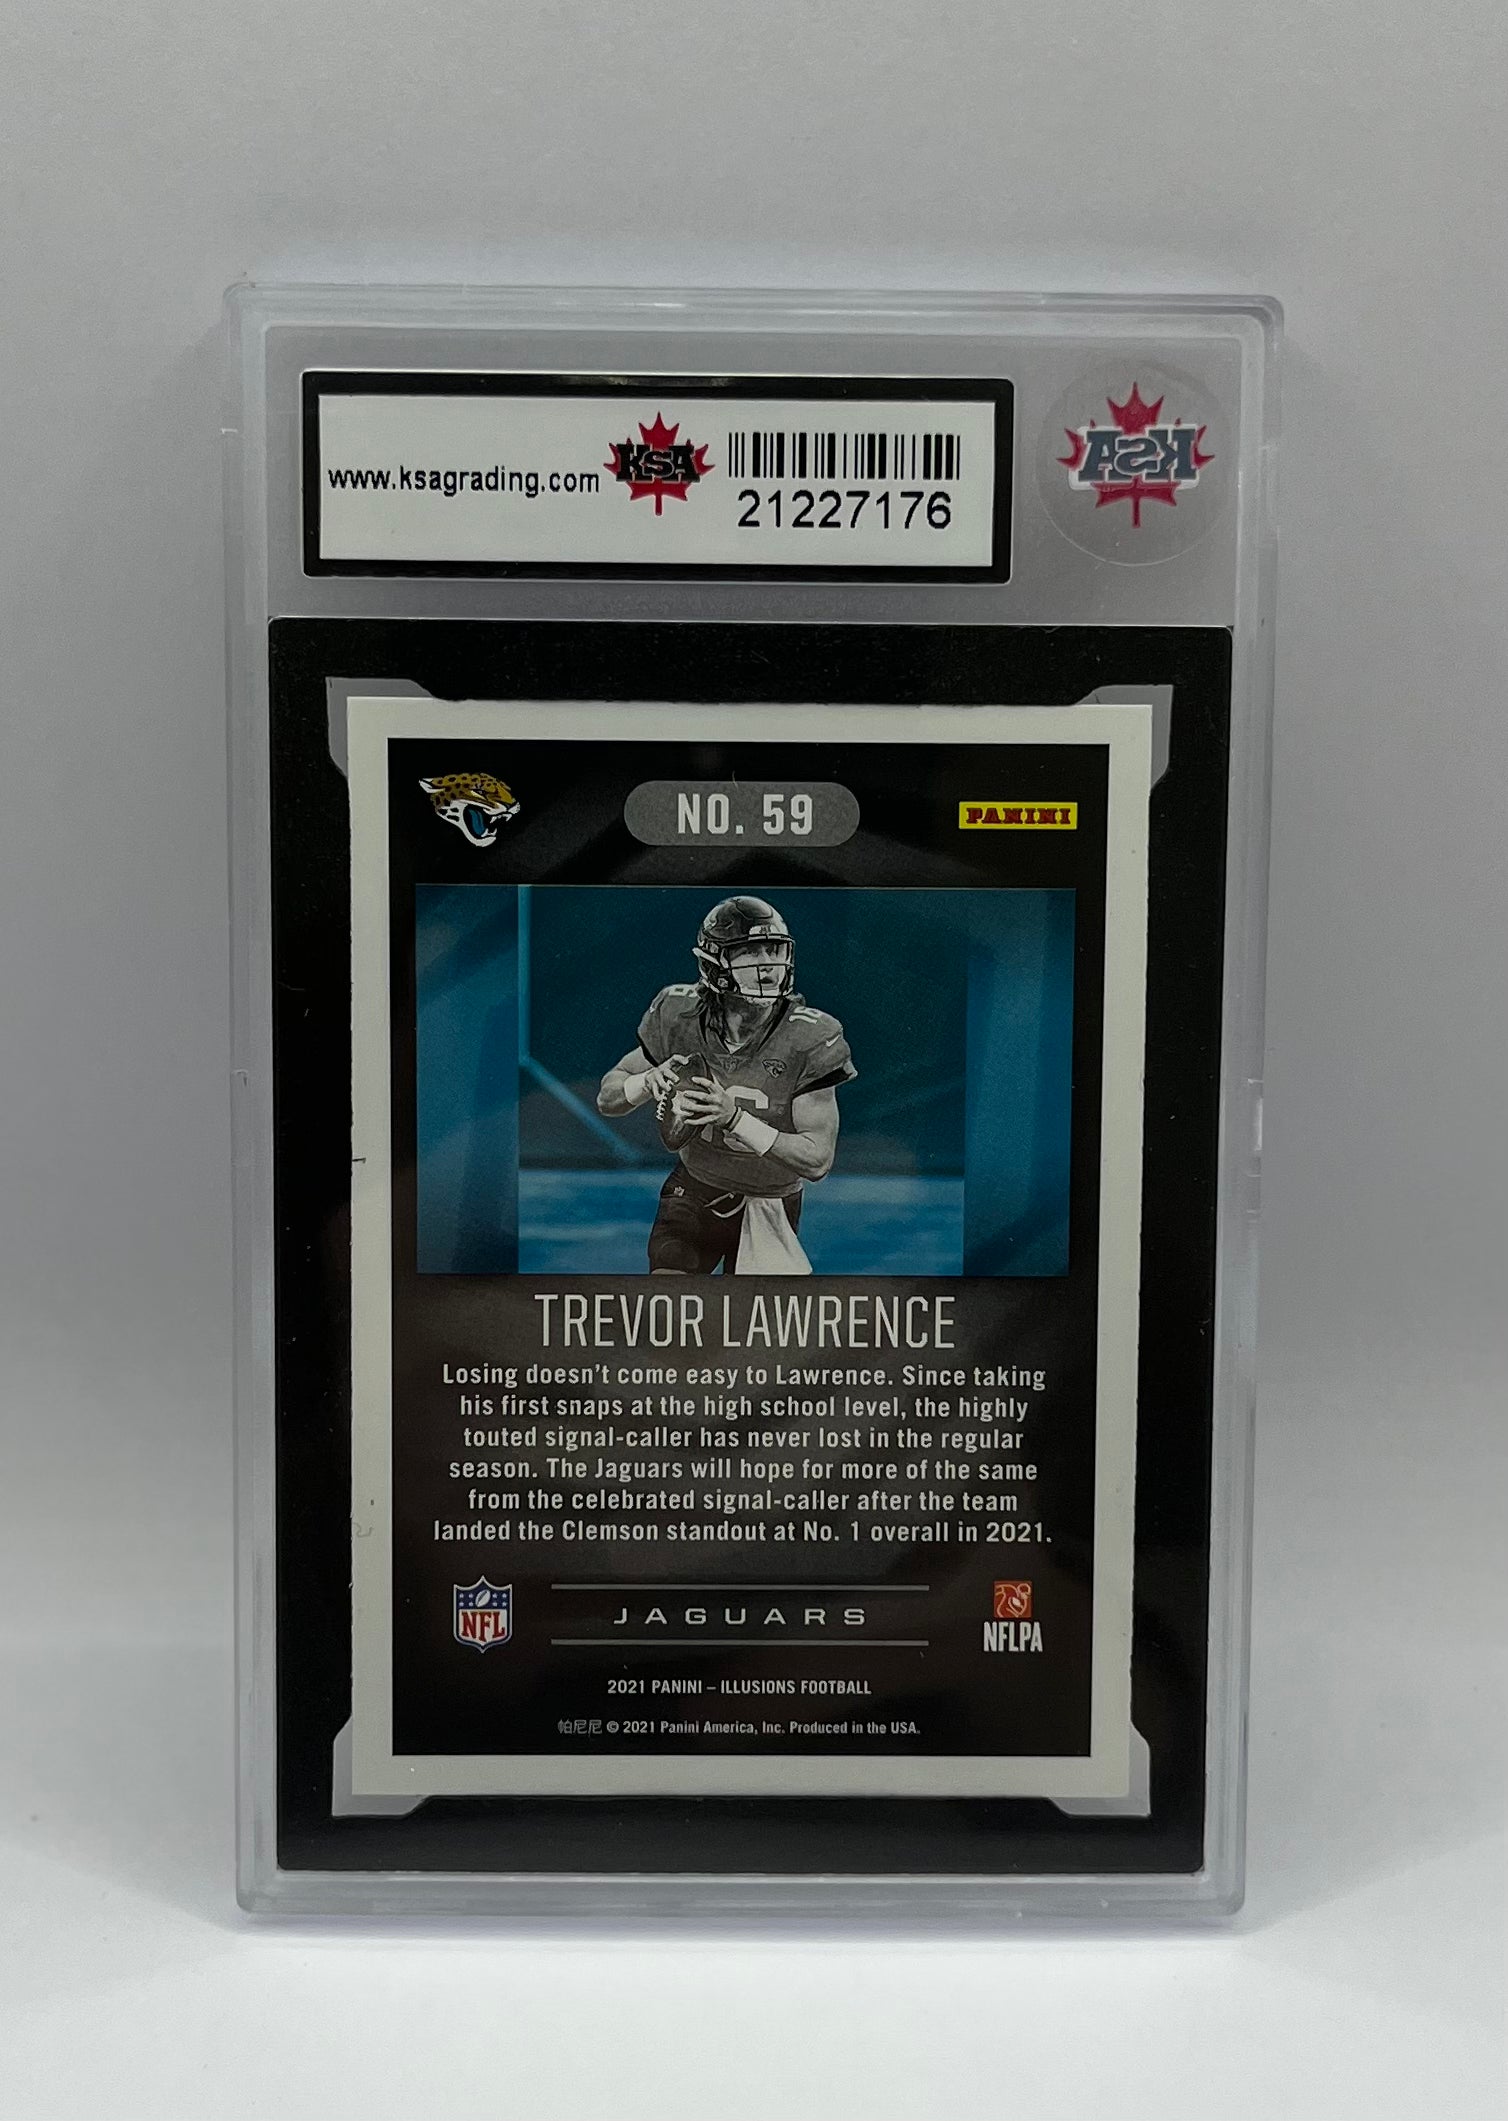 www.ksagrading.com
KSA
21227176
KSA
NO. 59
PANINI
16
16
TREVOR LAWRENCE
Losing doesn't come easy to Lawrence. Since taking
his first snaps at the high school level, the highly
touted signal-caller has never lost in the regular
season. The Jaguars will hope for more of the same
from the celebrated signal-caller after the team
landed the Clemson standout at No. 1 overall in 2021.
NFL
JAGUARS
NFLPA
2021 PANINI – ILLUSIONS FOOTBALL
帕尼尼 © 2021 Panini America, Inc. Produced in the USA.